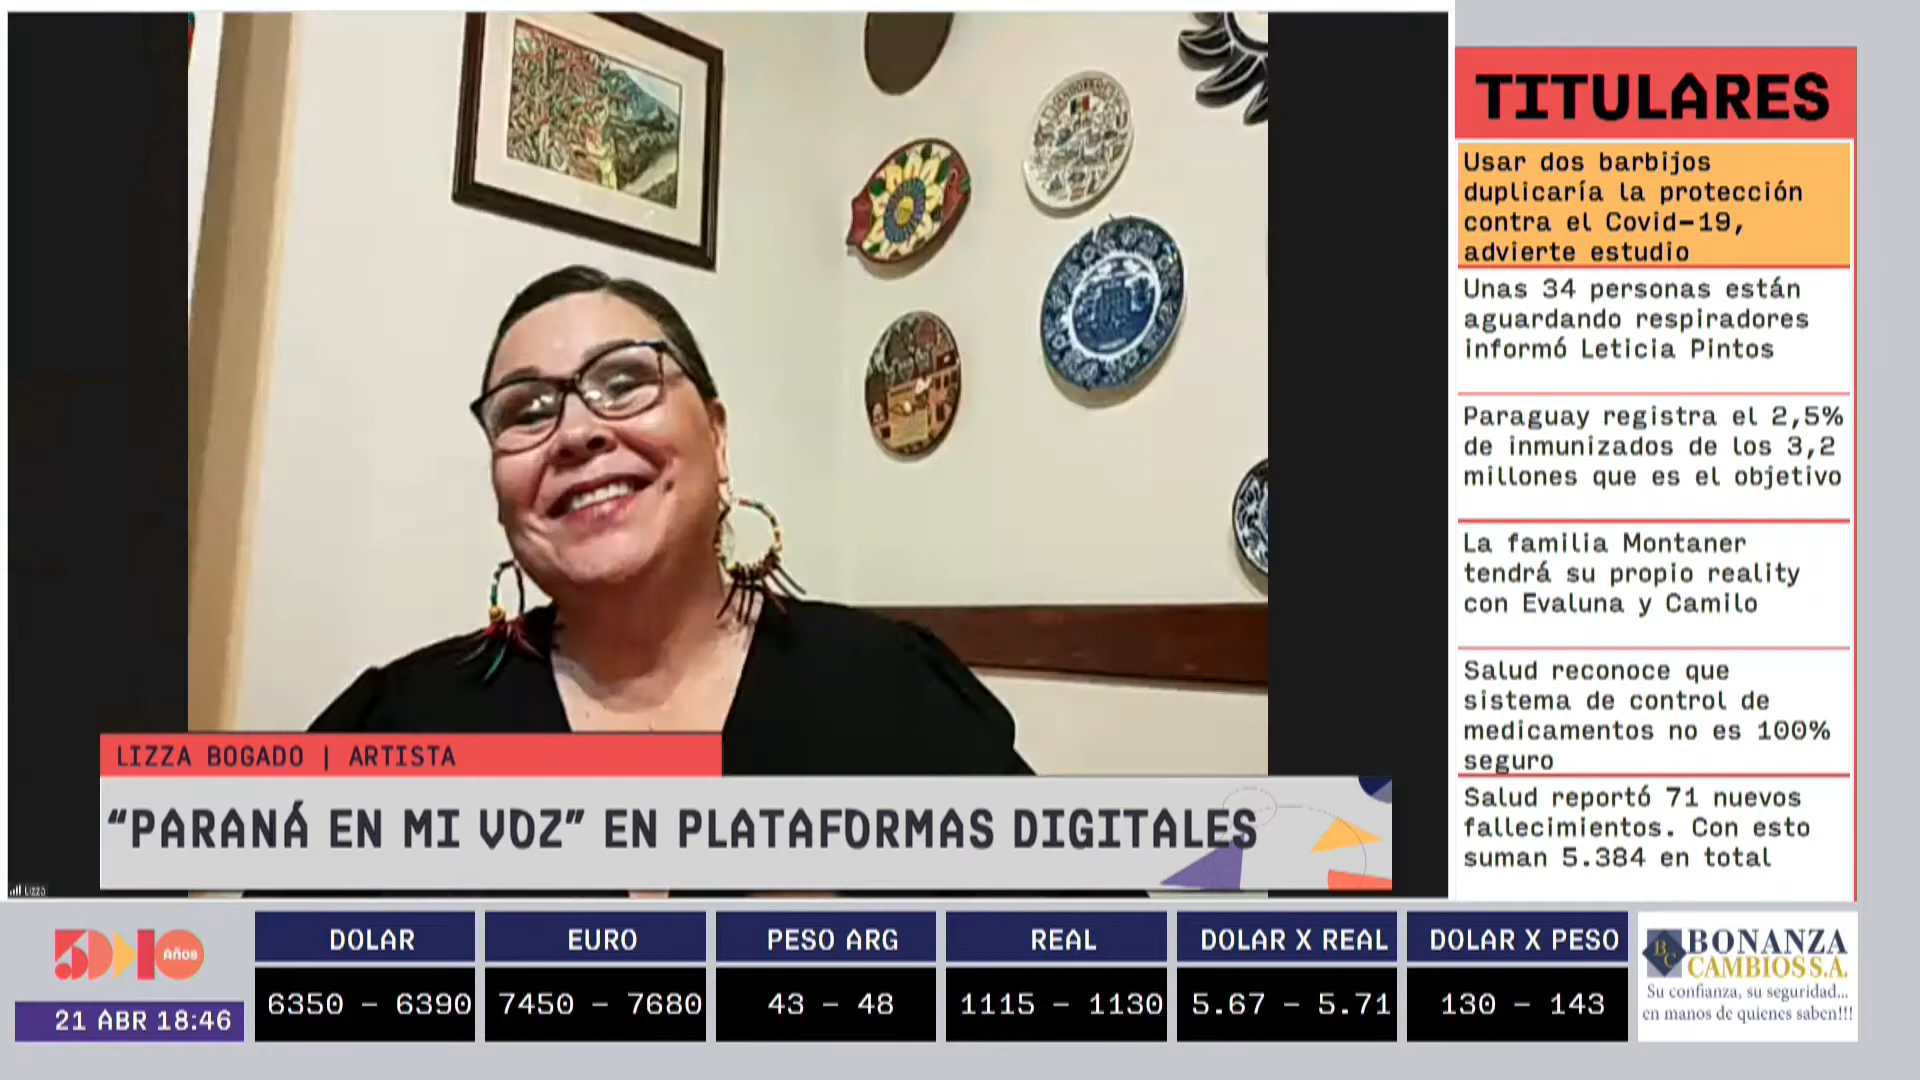 TITULARES
Usar dos barbijos
duplicaría la protección
contra el Covid-19,
advierte estudio
Unas 34 personas están
aguardando respiradores
informó Leticia Pintos
Paraguay registra el 2,5%
de inmunizados de los 3,2
millones que es el objetivo
La familia Montaner
tendrá su propio reality
con Evaluna y Camilo
Salud reconoce que
sistema de control de
medicamentos no es 100%
seguro
Salud reportó 71 nuevos
fallecimientos. Con esto
suman 5.384 en total
LIZZA BOGADO | ARTISTA
“PARANÁ EN MI VOZ” EN PLATAFORMAS DIGITALES
Lizza
Años
21 ABR 18:46
DOLAR
6350 - 6390
EURO
7450 - 7680
PESO ARG
43 - 48
REAL
1115 - 1130
DOLAR X REAL
5.67 - 5.71
DOLAR X PESO
130 - 143
BC
BONANZA
CAMBIOS S.A.
Su confianza, su seguridad...
en manos de quienes saben!!!